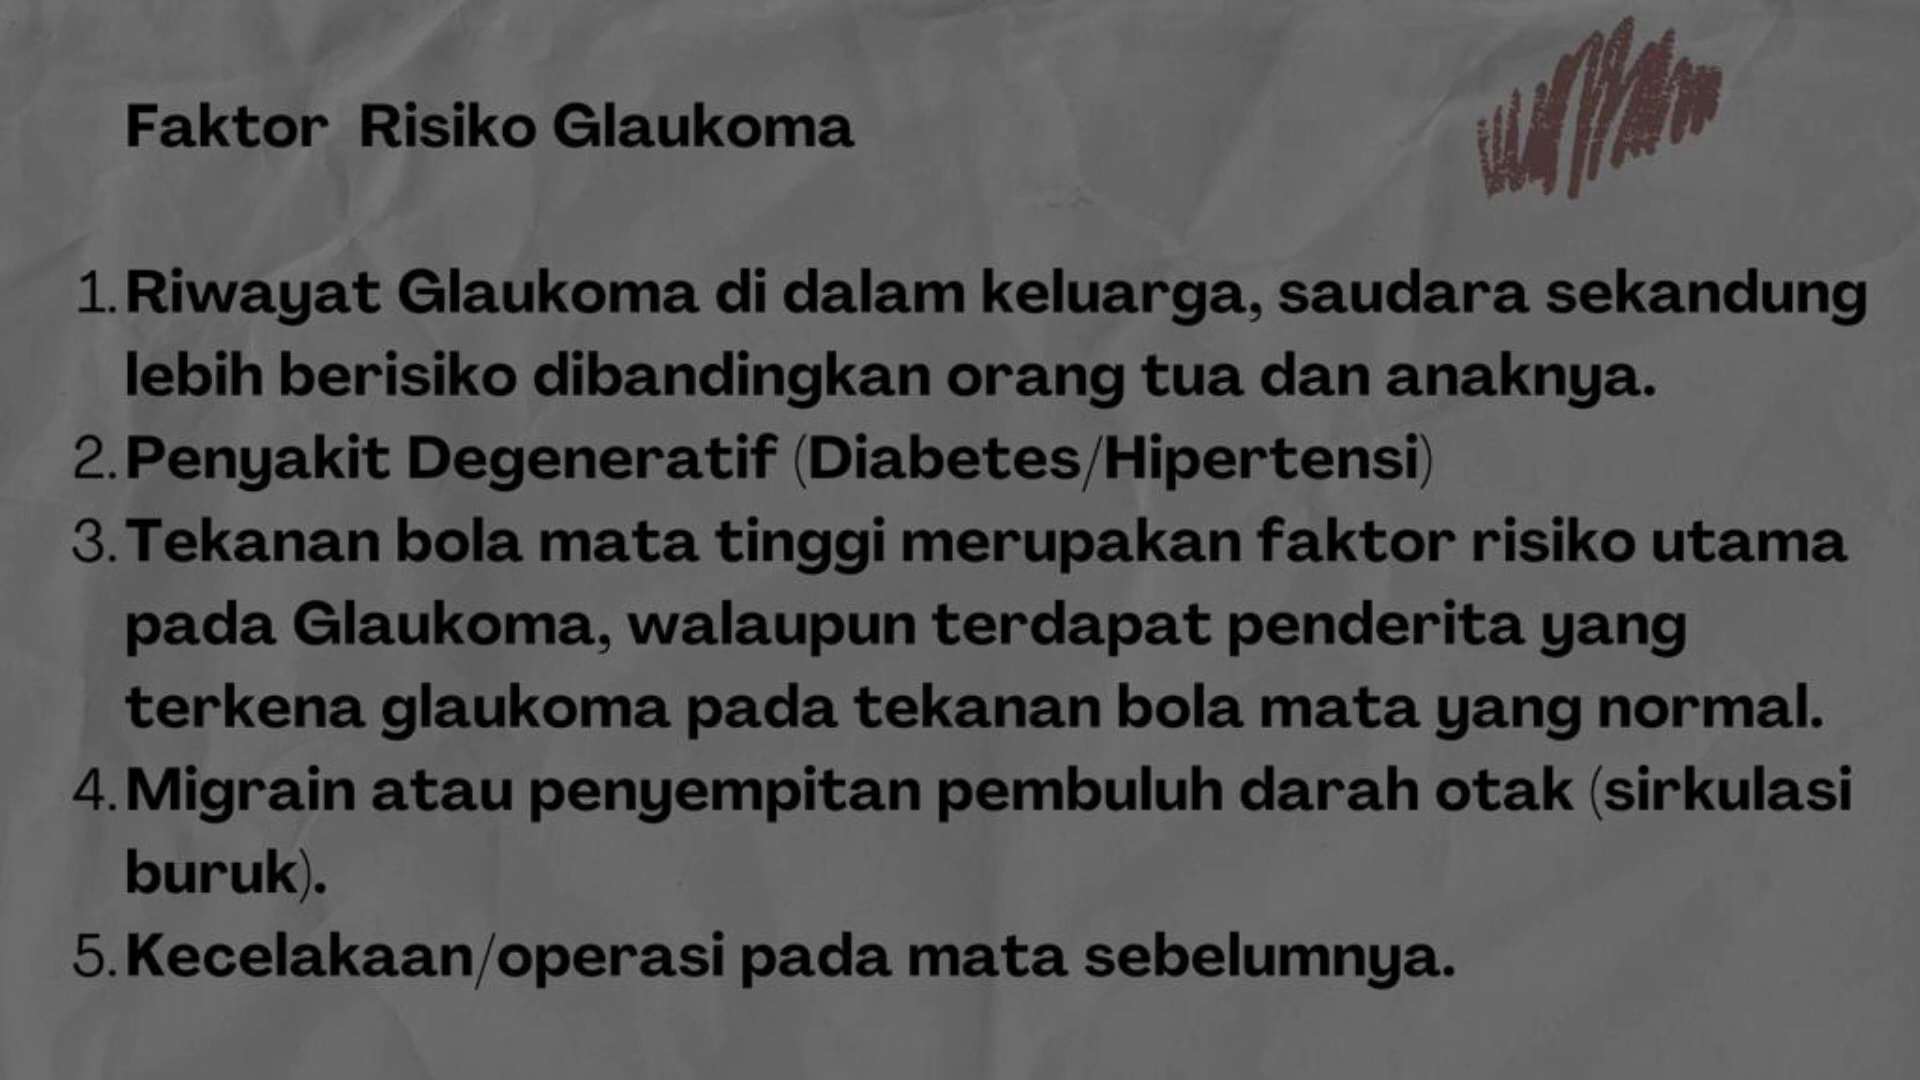 Faktor Risiko Glaukoma
1. Riwayat Glaukoma di dalam keluarga, saudara sekandung
lebih berisiko dibandingkan orang tua dan anaknya.
2. Penyakit Degeneratif (Diabetes/Hipertensi)
3. Tekanan bola mata tinggi merupakan faktor risiko utama
pada Glaukoma, walaupun terdapat penderita yang
terkena glaukoma pada tekanan bola mata yang normal.
4. Migrain atau penyempitan pembuluh darah otak (sirkulasi
buruk).
5. Kecelakaan/operasi pada mata sebelumnya.